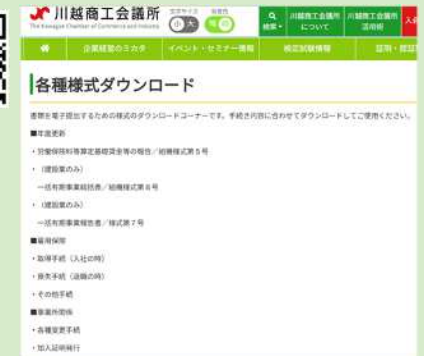 川越商工会議所
The Kawagoe Chamber of Commerce and Industry
文字サイズ
小 大
検索
川越商工会議所
について
川越商工会議所
活用術
入会
企業経営のミカタ
イベント・セミナー情報
検定試験情報
証明・
各種様式ダウンロード
書類を電子提出するための様式のダウンロードコーナーです。手続き内容に合わせてダウンロードしてご使用ください。
■年度更新
・労働保険料等算定基礎賃金等の報告／組機様式第5号
・（建設業のみ）
一括有期事業総括表／組機様式第6号
・（建設業のみ）
一括有期事業報告書／様式第7号
■雇用保険
・取得手続（入社の時）
・喪失手続（退職の時）
・その他手続
■事業所関係
・各種変更手続
・加入証明発行